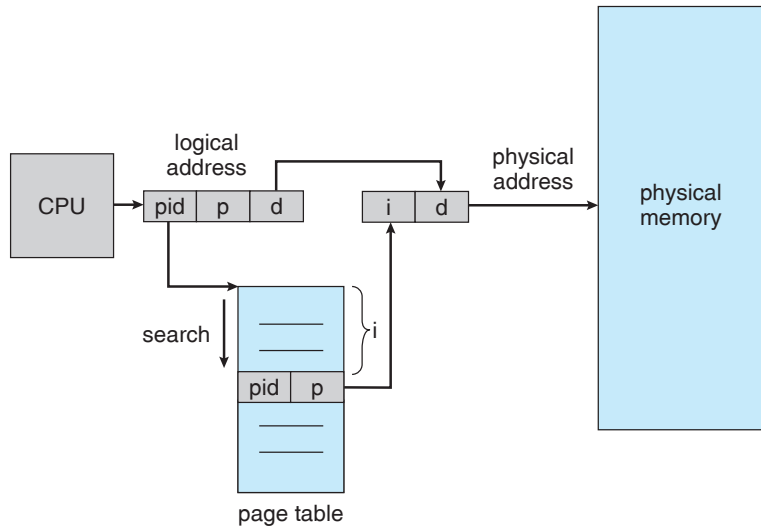 logical
address
CPU
pid p d
i d
physical
address
physical
memory
search
i
pid p
page table